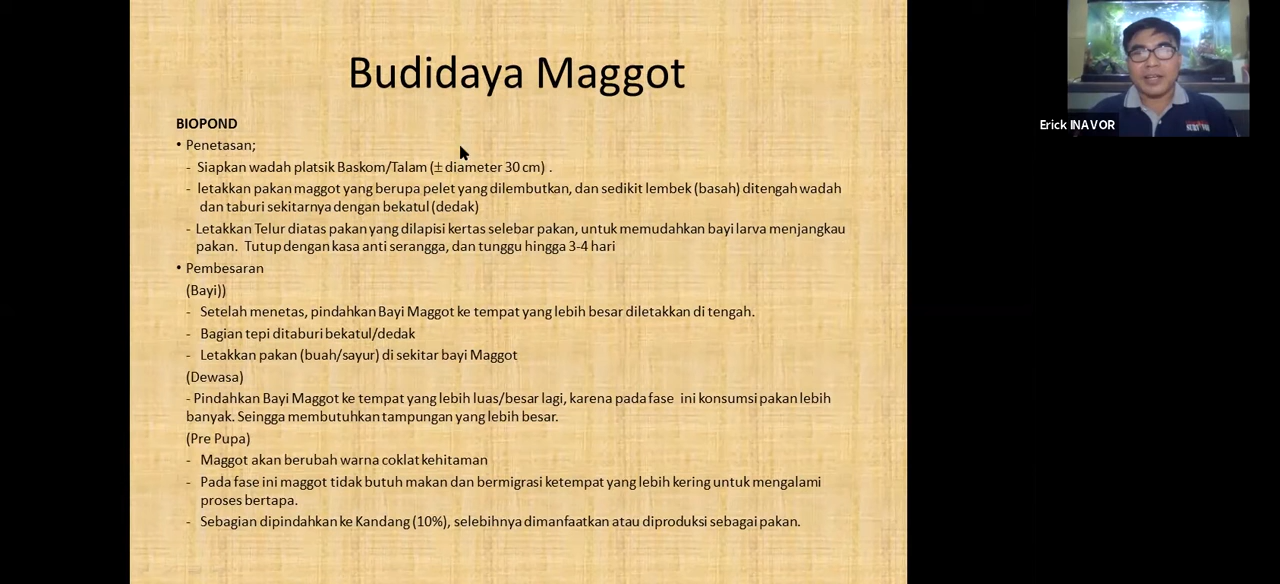 Budidaya Maggot
BIOPOND
• Penetasan;
- Siapkan wadah platsik Baskom/Talam (± diameter 30 cm) .
- letakkan pakan maggot yang berupa pelet yang dilembutkan, dan sedikit lembek (basah) ditengah wadah
dan taburi sekitarnya dengan bekatul (dedak)
- Letakkan Telur diatas pakan yang dilapisi kertas selebar pakan, untuk memudahkan bayi larva menjangkau
pakan. Tutup dengan kasa anti serangga, dan tunggu hingga 3-4 hari
• Pembesaran
(Bayi))
- Setelah menetas, pindahkan Bayi Maggot ke tempat yang lebih besar diletakkan di tengah.
- Bagian tepi ditaburi bekatul/dedak
- Letakkan pakan (buah/sayur) di sekitar bayi Maggot
(Dewasa)
- Pindahkan Bayi Maggot ke tempat yang lebih luas/besar lagi, karena pada fase ini konsumsi pakan lebih
banyak. Seingga membutuhkan tampungan yang lebih besar.
(Pre Pupa)
- Maggot akan berubah warna coklat kehitaman
- Pada fase ini maggot tidak butuh makan dan bermigrasi ketempat yang lebih kering untuk mengalami
proses bertapa.
- Sebagian dipindahkan ke Kandang (10%), selebihnya dimanfaatkan atau diproduksi sebagai pakan.
Erick INAVOR